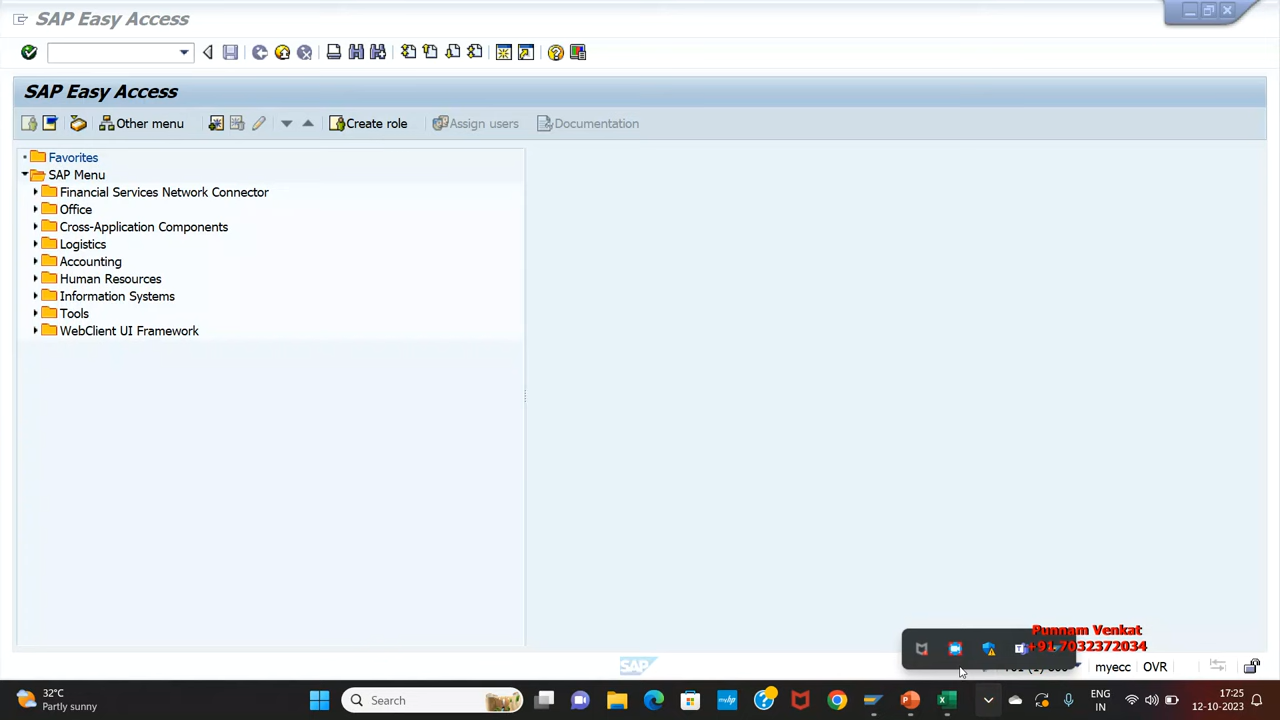 SAP Easy Access
SAP Easy Access
Other menu
Create role
Assign users
Documentation
Favorites
SAP Menu
Financial Services Network Connector
Office
Cross-Application Components
Logistics
Accounting
Human Resources
Information Systems
Tools
WebClient UI Framework
Punnam Venkat
+91 7032372034
SAP
myecc
OVR
32°C
Partly sunny
Search
mhp
ENG
IN
17:25
12-10-2023